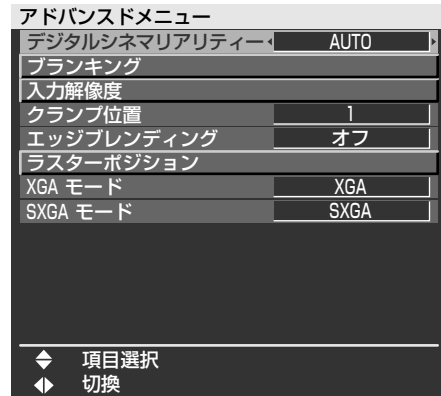 アドバンスドメニュー
デジタルシネマリアリティー AUTO
ブランキング
入力解像度
クランプ位置 1
エッジブレンディング オフ
ラスターポジション
XGA モード XGA
SXGA モード SXGA
項目選択
切換